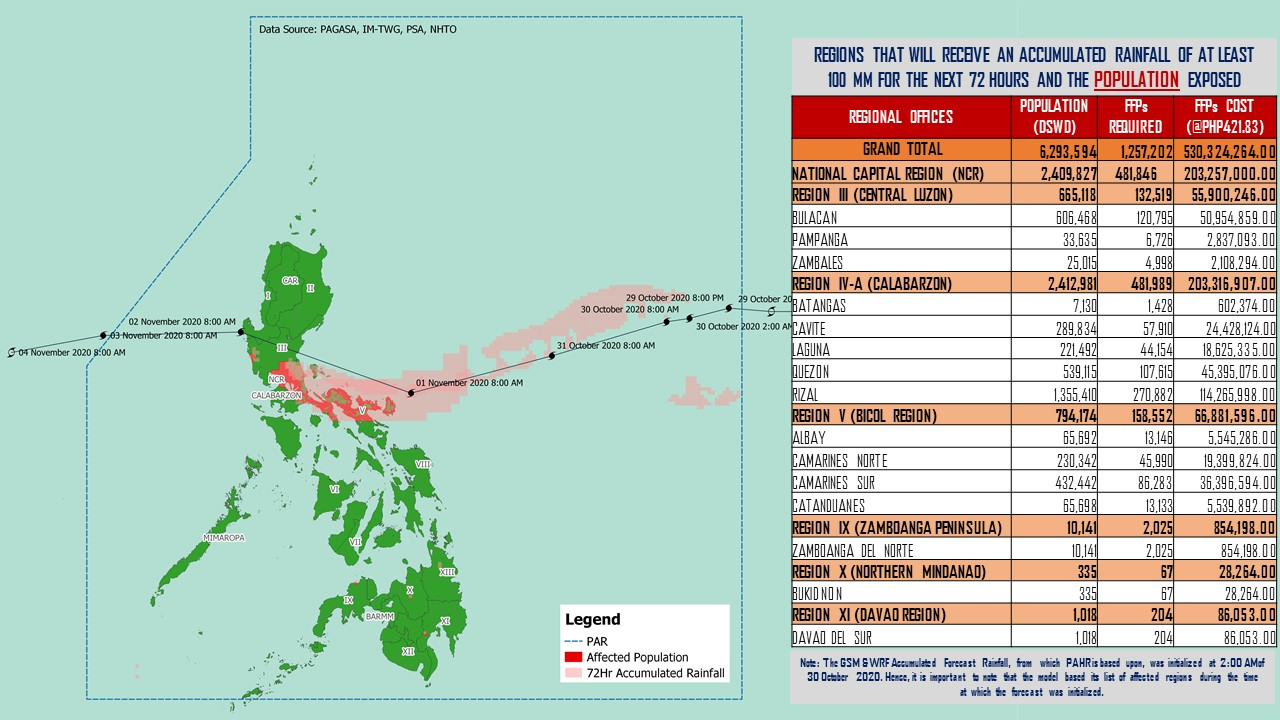 Data Source: PAGASA, IM-TWG, PSA, NHTO
CAR
I
II
29 October 2020 8:00 PM
29 October 20
30 October 2020 8:00 AM
30 October 2020 2:00 AM
02 November 2020 8:00 AM
03 November 2020 8:00 AM
04 November 2020 8:00 AM
31 October 2020 8:00 AM
III
NCR
01 November 2020 8:00 AM
CALABARZON
V
VIII
VI
MIMAROPA
VII
XIII
X
IX
BARMM
XI
XII
Legend
PAR
Affected Population
72Hr Accumulated Rainfall
REGIONS THAT WILL RECEIVE AN ACCUMULATED RAINFALL OF AT LEAST
100 MM FOR THE NEXT 72 HOURS AND THE POPULATION EXPOSED
REGIONAL OFFICES POPULATION (DSWD) FFPs REQUIRED FFPs COST (@PHP421.83)
GRAND TOTAL 6,293,594 1,257,202 530,324,264.00
NATIONAL CAPITAL REGION (NCR) 2,409,827 481,846 203,257,000.00
REGION III (CENTRAL LUZON) 665,118 132,519 55,900,246.00
BULACAN 606,468 120,795 50,954,859.00
PAMPANGA 33,635 6,726 2,837,093.00
ZAMBALES 25,015 4,998 2,108,294.00
REGION IV-A (CALABARZON) 2,412,981 481,989 203,316,907.00
BATANGAS 7,130 1,428 602,374.00
CAVITE 289,834 57,910 24,428,124.00
LAGUNA 221,492 44,154 18,625,335.00
QUEZON 539,115 107,615 45,395,076.00
RIZAL 1,355,410 270,882 114,265,998.00
REGION V (BICOL REGION) 794,174 158,552 66,881,596.00
ALBAY 65,692 13,146 5,545,286.00
CAMARINES NORTE 230,342 45,990 19,399,824.00
CAMARINES SUR 432,442 86,283 36,396,594.00
CATANDUANES 65,698 13,133 5,539,892.00
REGION IX (ZAMBOANGA PENINSULA) 10,141 2,025 854,198.00
ZAMBOANGA DEL NORTE 10,141 2,025 854,198.00
REGION X (NORTHERN MINDANAO) 335 67 28,264.00
BUKIDNON 335 67 28,264.00
REGION XI (DAVAO REGION) 1,018 204 86,053.00
DAVAO DEL SUR 1,018 204 86,053.00
Note: The GSM & WRF Accumulated Forecast Rainfall, from which PAHR is based upon, was initialized at 2:00 AM of
30 October 2020. Hence, it is important to note that the model based its list of affected regions during the time
at which the forecast was initialized.